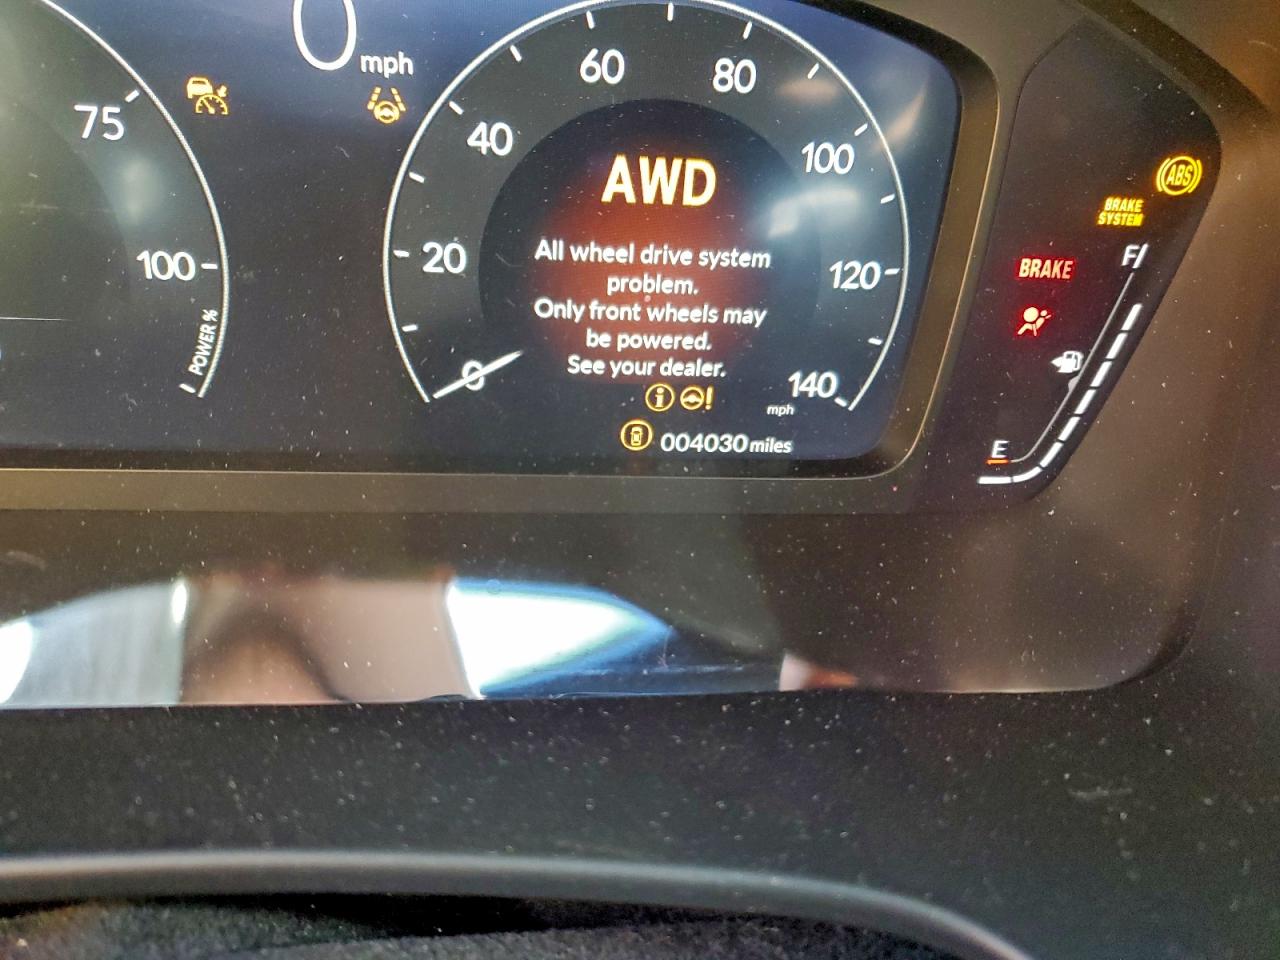 0 mph
75
100
POWER %
0
20
40
60
80
100
120
140
mph
AWD
All wheel drive system
problem.
Only front wheels may
be powered.
See your dealer.
i !
004030 miles
ABS
BRAKE
SYSTEM
BRAKE
F
E